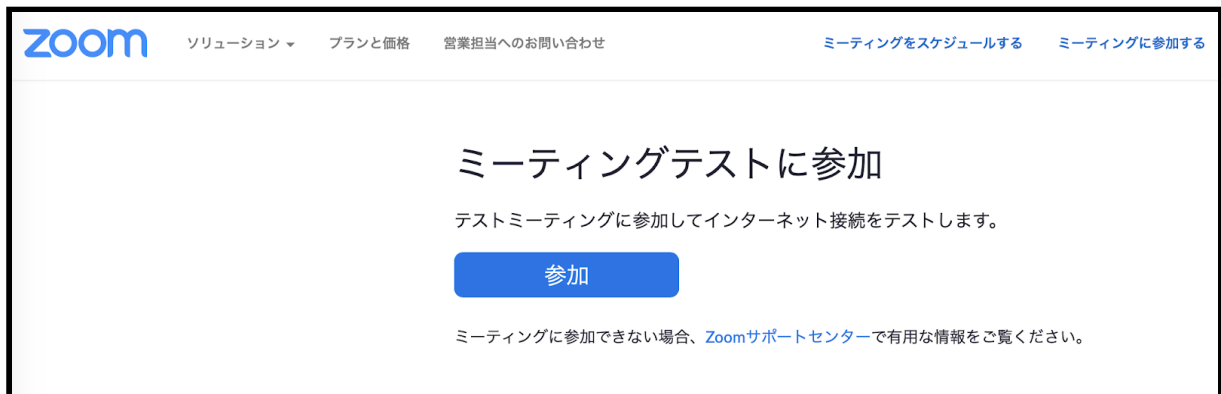 zoom ソリューション プランと価格 営業担当へのお問い合わせ ミーティングをスケジュールする ミーティングに参加する
ミーティングテストに参加
テストミーティングに参加してインターネット接続をテストします。
参加
ミーティングに参加できない場合、Zoomサポートセンターで有用な情報をご覧ください。